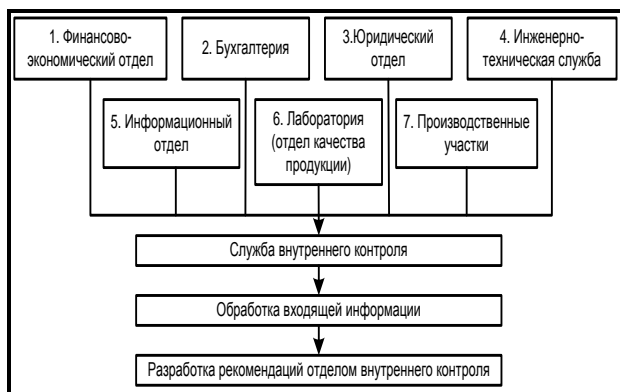 1. Финансово-
экономический отдел
2. Бухгалтерия
3.Юридический
отдел
4. Инженерно-
техническая служба
5. Информационный
отдел
6. Лаборатория
(отдел качества
продукции)
7. Производственные
участки
Служба внутреннего контроля
Обработка входящей информации
Разработка рекомендаций отделом внутреннего контроля